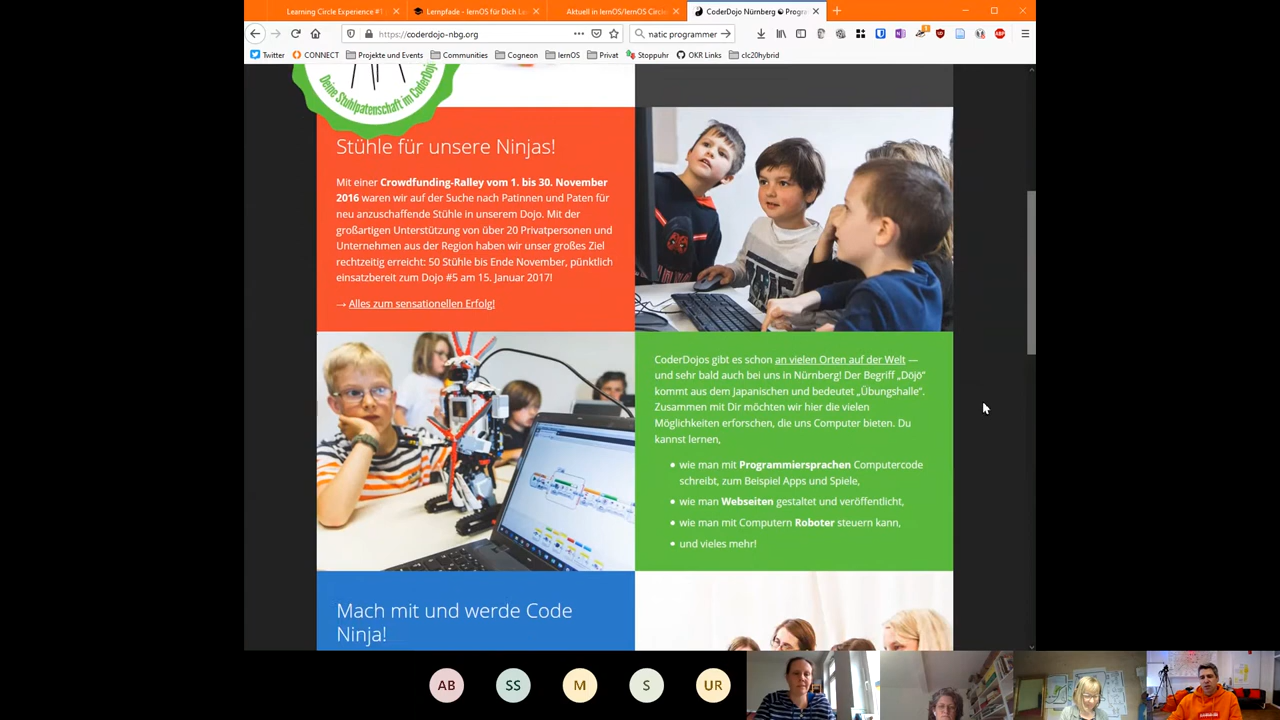 Learning Circle Experience #1
Lernpfade - lernOS für Dich Le
Aktuell in lernOS/lernOS Circle
CoderDojo Nürnberg
Progra
https://coderdojo-nbg.org
natic programmer
Twitter
CONNECT
Projekte und Events
Communities
Cogneon
lernOS
Privat
Stoppuhr
OKR Links
clc20hybrid
Deine Stuhlpatenschaft im CoderDojo
Stühle für unsere Ninjas!
Mit einer Crowdfunding-Ralley vom 1. bis 30. November
2016 waren wir auf der Suche nach Patinnen und Paten für
neu anzuschaffende Stühle in unserem Dojo. Mit der
großartigen Unterstützung von über 20 Privatpersonen und
Unternehmen aus der Region haben wir unser großes Ziel
rechtzeitig erreicht: 50 Stühle bis Ende November, pünktlich
einsatzbereit zum Dojo #5 am 15. Januar 2017!
→ Alles zum sensationellen Erfolg!
CoderDojos gibt es schon an vielen Orten auf der Welt —
und sehr bald auch bei uns in Nürnberg! Der Begriff „Dōjō“
kommt aus dem Japanischen und bedeutet „Übungshalle“.
Zusammen mit Dir möchten wir hier die vielen
Möglichkeiten erforschen, die uns Computer bieten. Du
kannst lernen,
• wie man mit Programmiersprachen Computercode
schreibt, zum Beispiel Apps und Spiele,
• wie man Webseiten gestaltet und veröffentlicht,
• wie man mit Computern Roboter steuern kann,
• und vieles mehr!
Mach mit und werde Code
Ninja!
AB
SS
M
S
UR